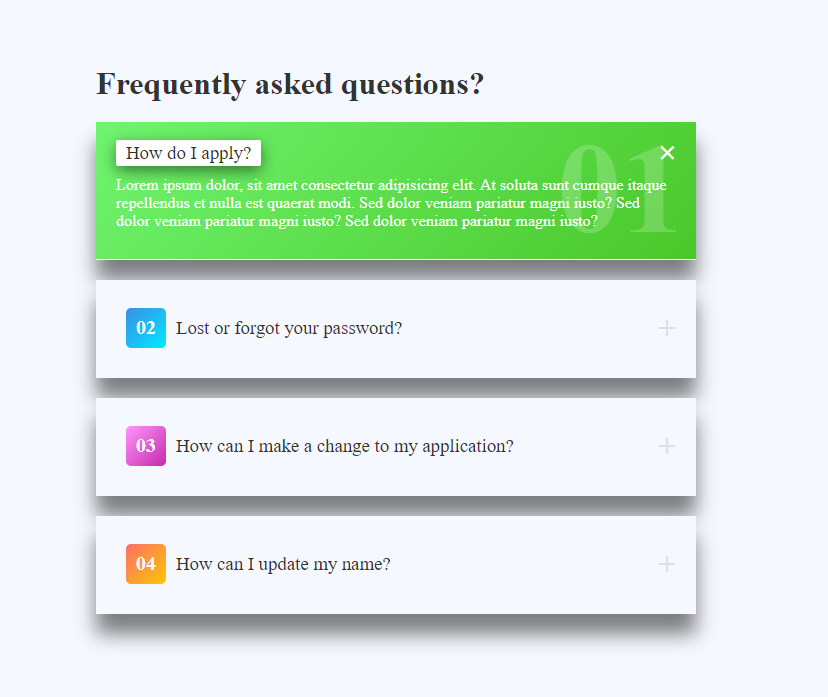 Frequently asked questions?
How do I apply?
01
Lorem ipsum dolor, sit amet consectetur adipisicing elit. At soluta sunt cumque itaque
repellendus et nulla est quaerat modi. Sed dolor veniam pariatur magni iusto? Sed
dolor veniam pariatur magni iusto? Sed dolor veniam pariatur magni iusto?
02 Lost or forgot your password?
03 How can I make a change to my application?
04 How can I update my name?